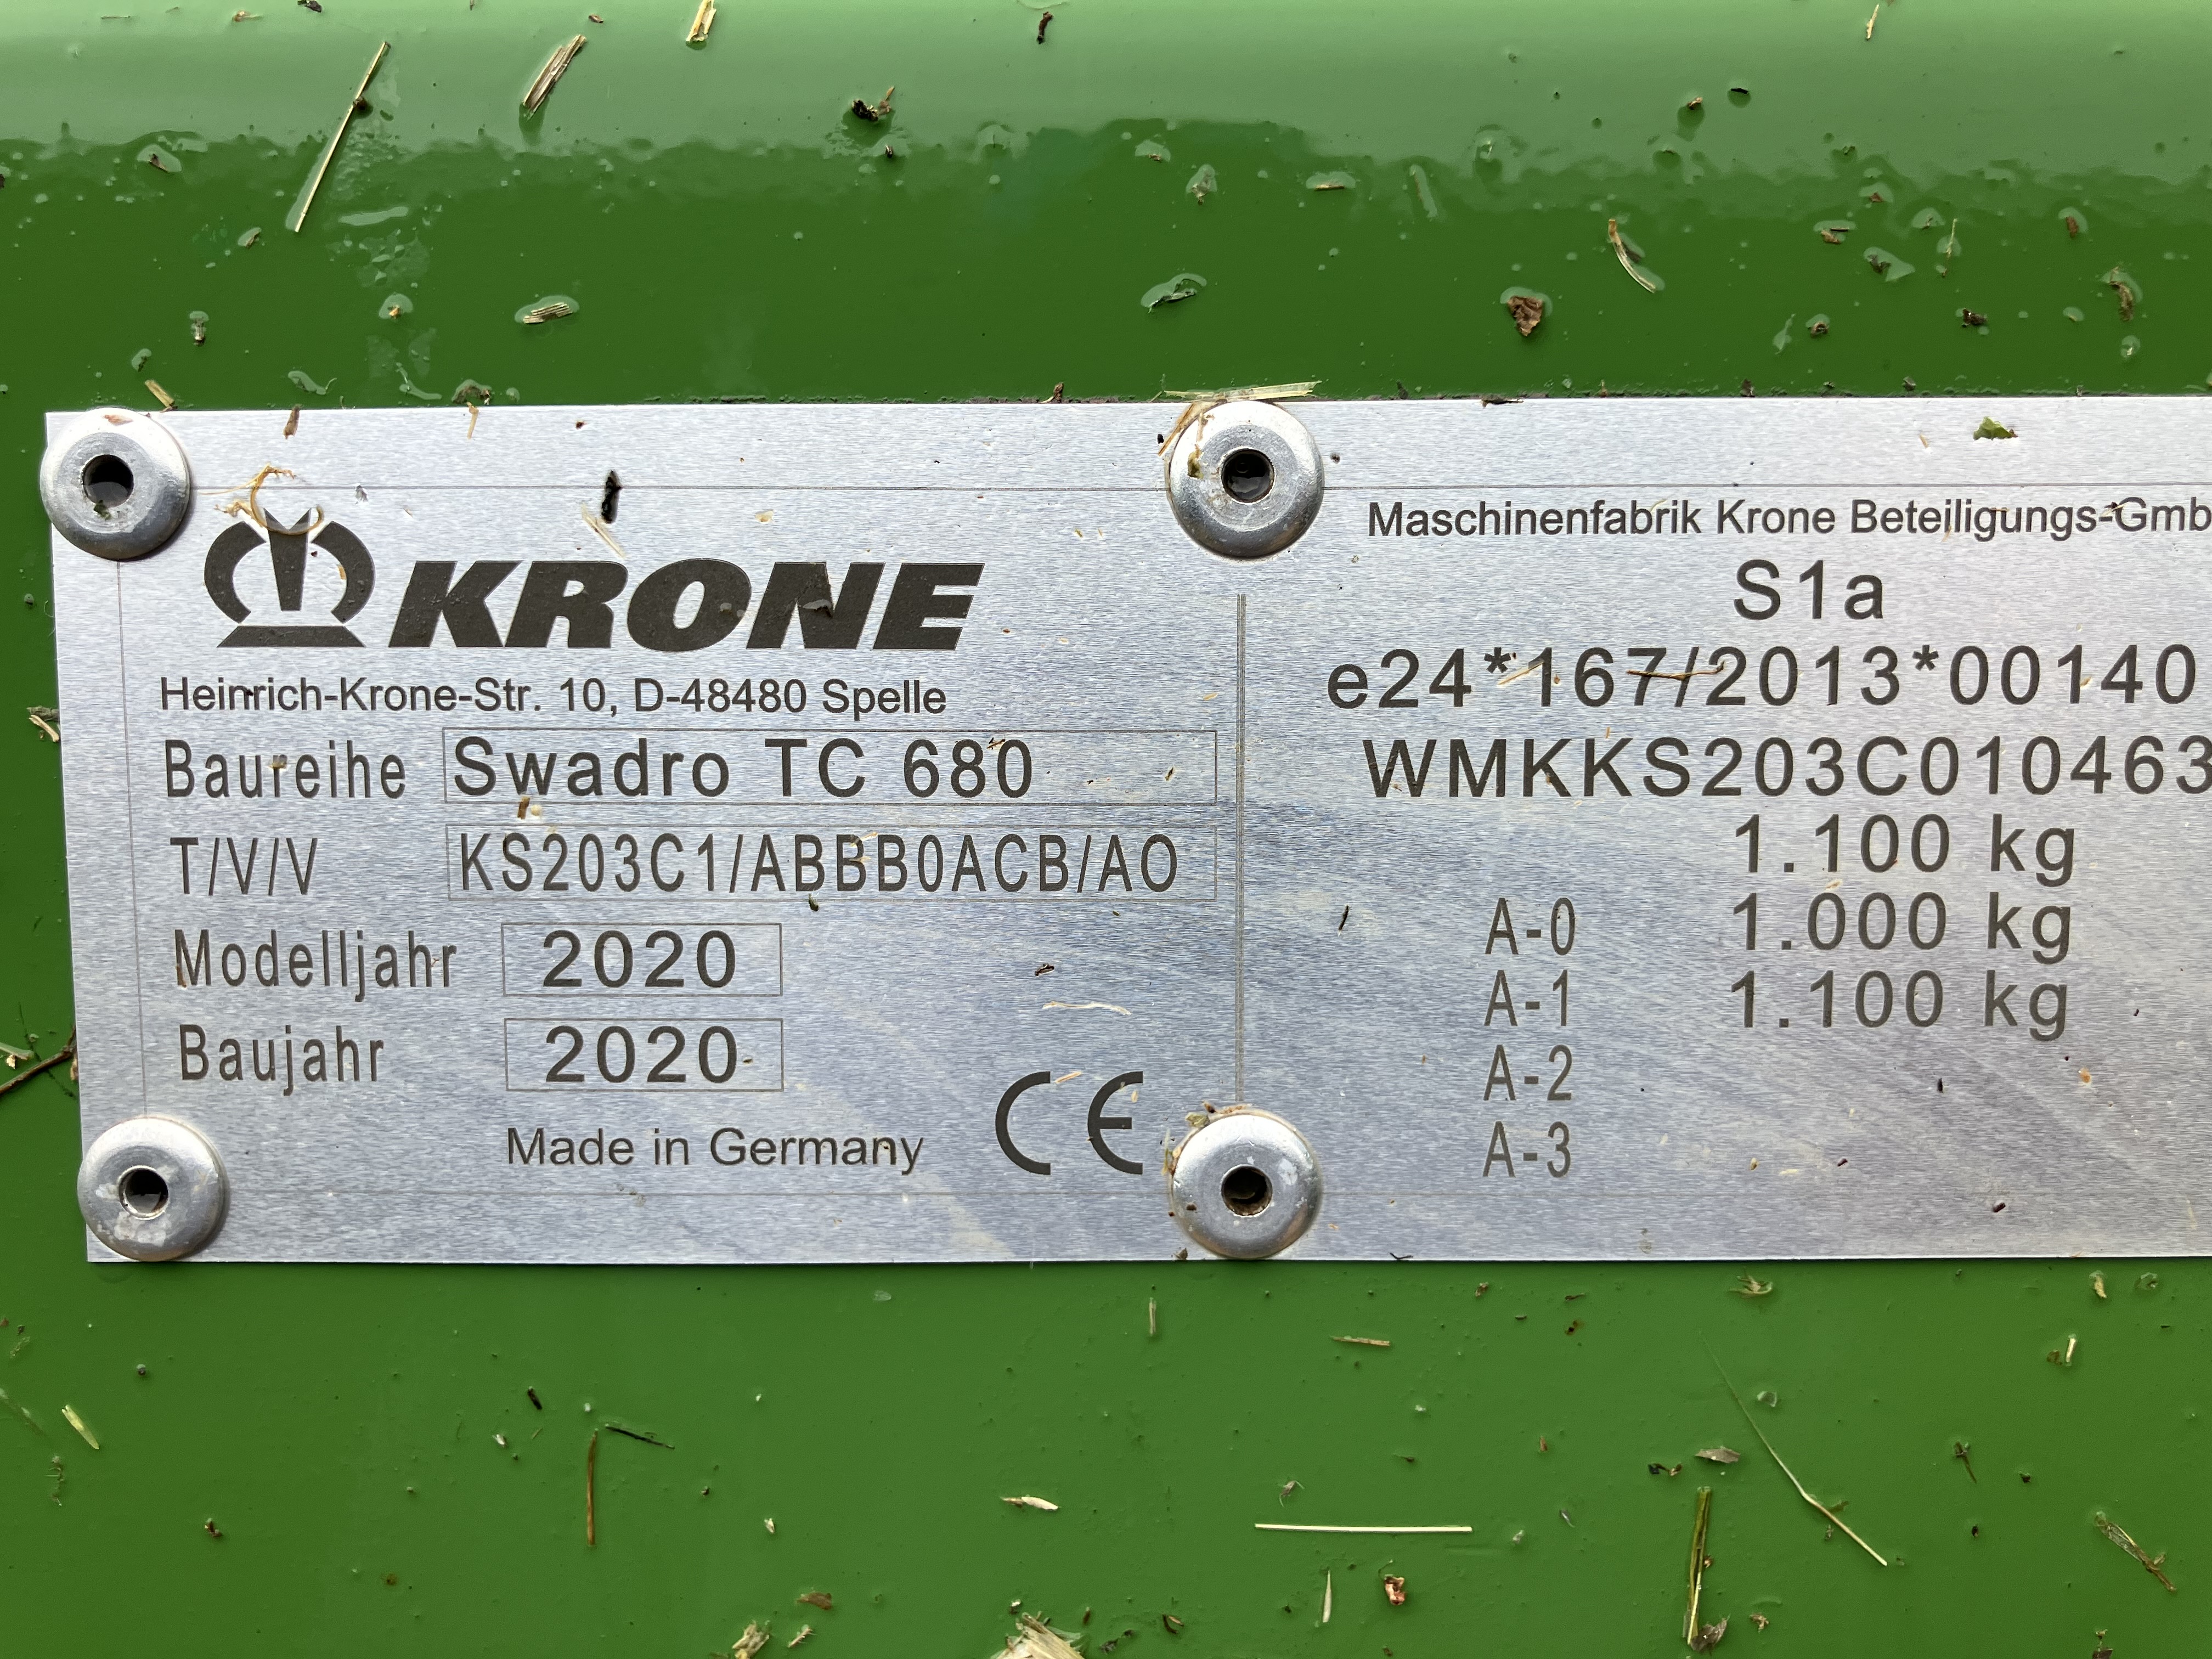 KRONE
Heinrich-Krone-Str. 10, D-48480 Spelle
Baureihe Swadro TC 680
T/V/V KS203C1/ABBB0ACB/AO
Modelljahr 2020
Baujahr 2020
Made in Germany CE
Maschinenfabrik Krone Beteiligungs-Gmb
S1a
e24*167/2013*00140
WMKKS203C010463
1.100 kg
A-0 1.000 kg
A-1 1.100 kg
A-2
A-3